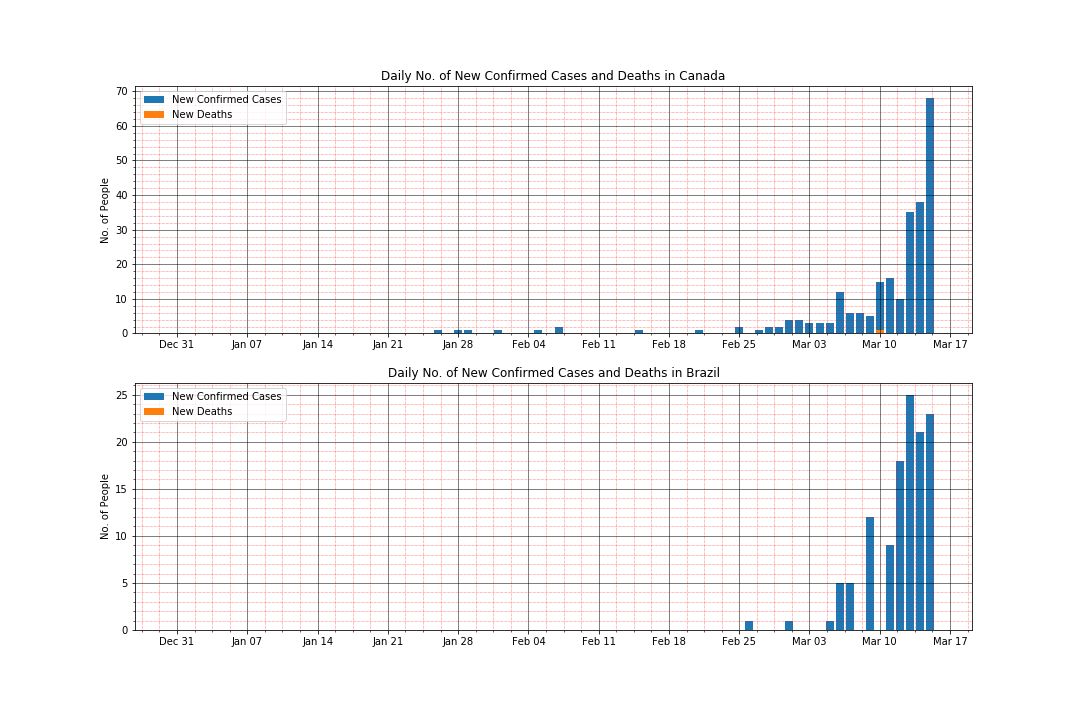 Daily No. of New Confirmed Cases and Deaths in Canada
New Confirmed Cases
New Deaths
No. of People
70
60
50
40
30
20
10
0
Dec 31 Jan 07 Jan 14 Jan 21 Jan 28 Feb 04 Feb 11 Feb 18 Feb 25 Mar 03 Mar 10 Mar 17
Daily No. of New Confirmed Cases and Deaths in Brazil
New Confirmed Cases
New Deaths
No. of People
25
20
15
10
5
0
Dec 31 Jan 07 Jan 14 Jan 21 Jan 28 Feb 04 Feb 11 Feb 18 Feb 25 Mar 03 Mar 10 Mar 17